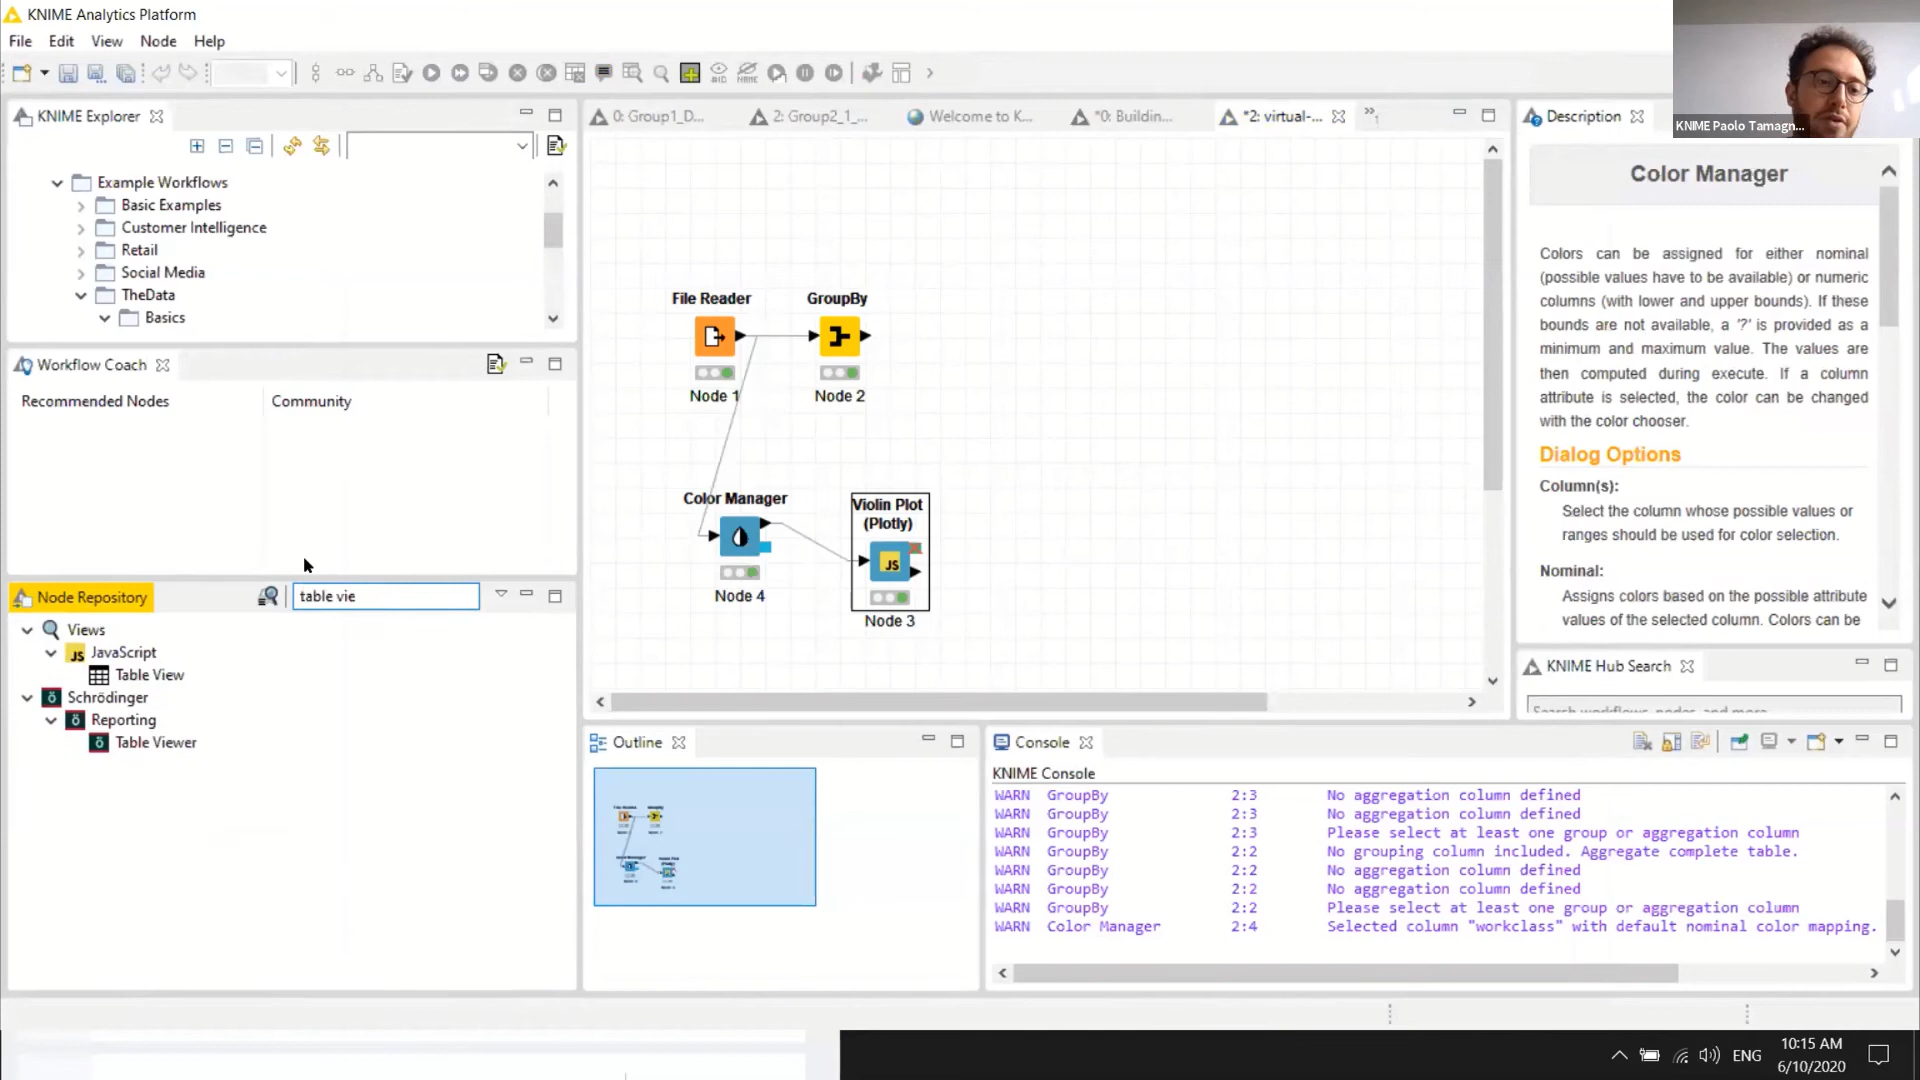 KNIME Analytics Platform
File Edit View Node Help
KNIME Explorer
Example Workflows
Basic Examples
Customer Intelligence
Retail
Social Media
TheData
Basics
Workflow Coach
Recommended Nodes Community
Node Repository
table vie
Views
JS JavaScript
Table View
Schrödinger
Reporting
Table Viewer
0: Group1_D... 2: Group2_1_... Welcome to K... *0: Buildin... *2: virtual-...
File Reader GroupBy
Node 1 Node 2
Color Manager
Violin Plot
(Plotly)
JS
Node 4
Node 3
Outline
Description
KNIME Paolo Tamagn...
Color Manager
Colors can be assigned for either nominal
(possible values have to be available) or numeric
columns (with lower and upper bounds). If these
bounds are not available, a '?' is provided as a
minimum and maximum value. The values are
then computed during execute. If a column
attribute is selected, the color can be changed
with the color chooser.
Dialog Options
Column(s):
Select the column whose possible values or
ranges should be used for color selection.
Nominal:
Assigns colors based on the possible attribute
values of the selected column. Colors can be
KNIME Hub Search
Search workflows, nodes, and more...
Console
KNIME Console
WARN GroupBy 2:3 No aggregation column defined
WARN GroupBy 2:3 No aggregation column defined
WARN GroupBy 2:3 Please select at least one group or aggregation column
WARN GroupBy 2:2 No grouping column included. Aggregate complete table.
WARN GroupBy 2:2 No aggregation column defined
WARN GroupBy 2:2 No aggregation column defined
WARN GroupBy 2:2 Please select at least one group or aggregation column
WARN Color Manager 2:4 Selected column "workclass" with default nominal color mapping.
ENG
10:15 AM
6/10/2020